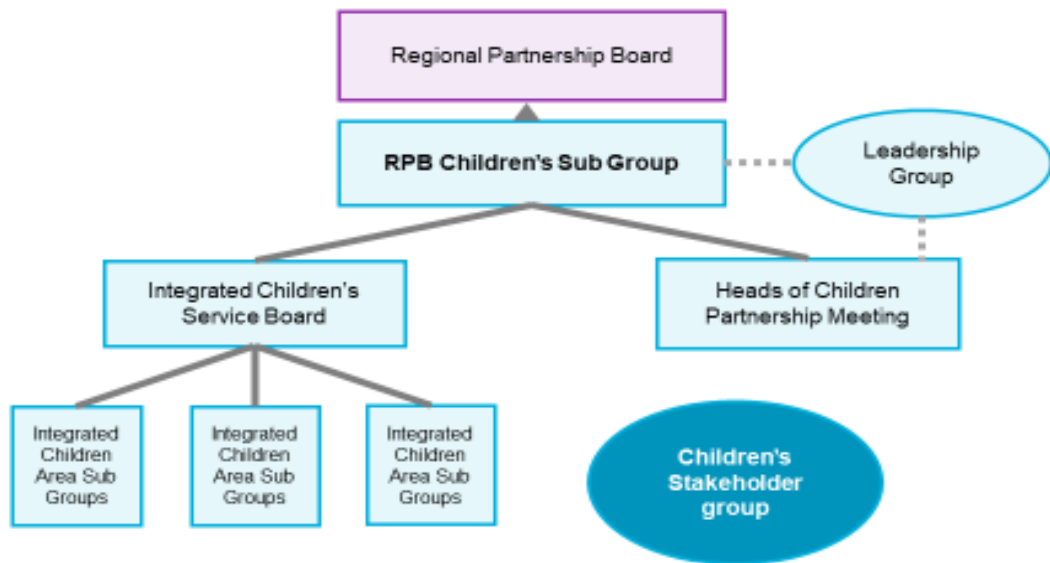 Regional Partnership Board
RPB Children's Sub Group
Leadership
Group
Integrated Children's
Service Board
Heads of Children
Partnership Meeting
Integrated
Children
Area Sub
Groups
Integrated
Children
Area Sub
Groups
Integrated
Children
Area Sub
Groups
Children's
Stakeholder
group